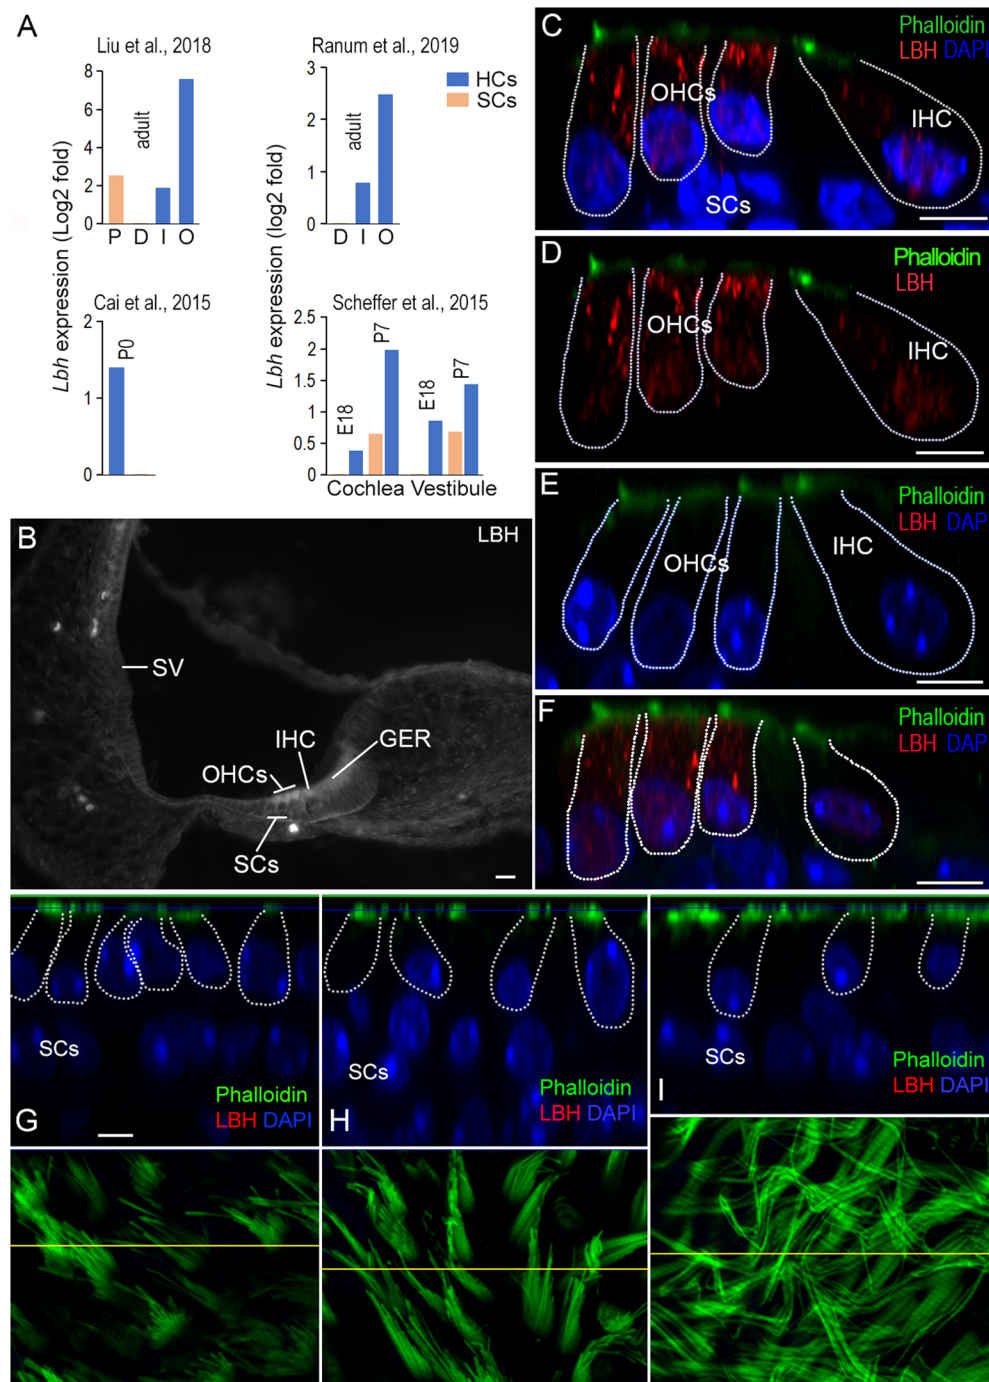 A
Liu et al., 2018
Ranum et al., 2019
Lbh expression (Log2 fold)
8
6
4
2
0
adult
P D I O
Lbh expression (log2 fold)
3
2
1
0
adult
D I O
HCs
SCs
Cai et al., 2015
2
1
0
P0
Scheffer et al., 2015
2.5
2
1.5
1
0.5
0
E18
P7
E18
P7
Cochlea Vestibule
B
LBH
SV
IHC
GER
OHCs
SCs
C
Phalloidin
LBH DAPI
OHCs
IHC
SCs
D
Phalloidin
LBH
OHCs
IHC
E
Phalloidin
LBH DAPI
OHCs
IHC
F
Phalloidin
LBH DAPI
SCs
Phalloidin
LBH DAPI
G
SCs
Phalloidin
LBH DAPI
H
SCs
Phalloidin
LBH DAPI
I